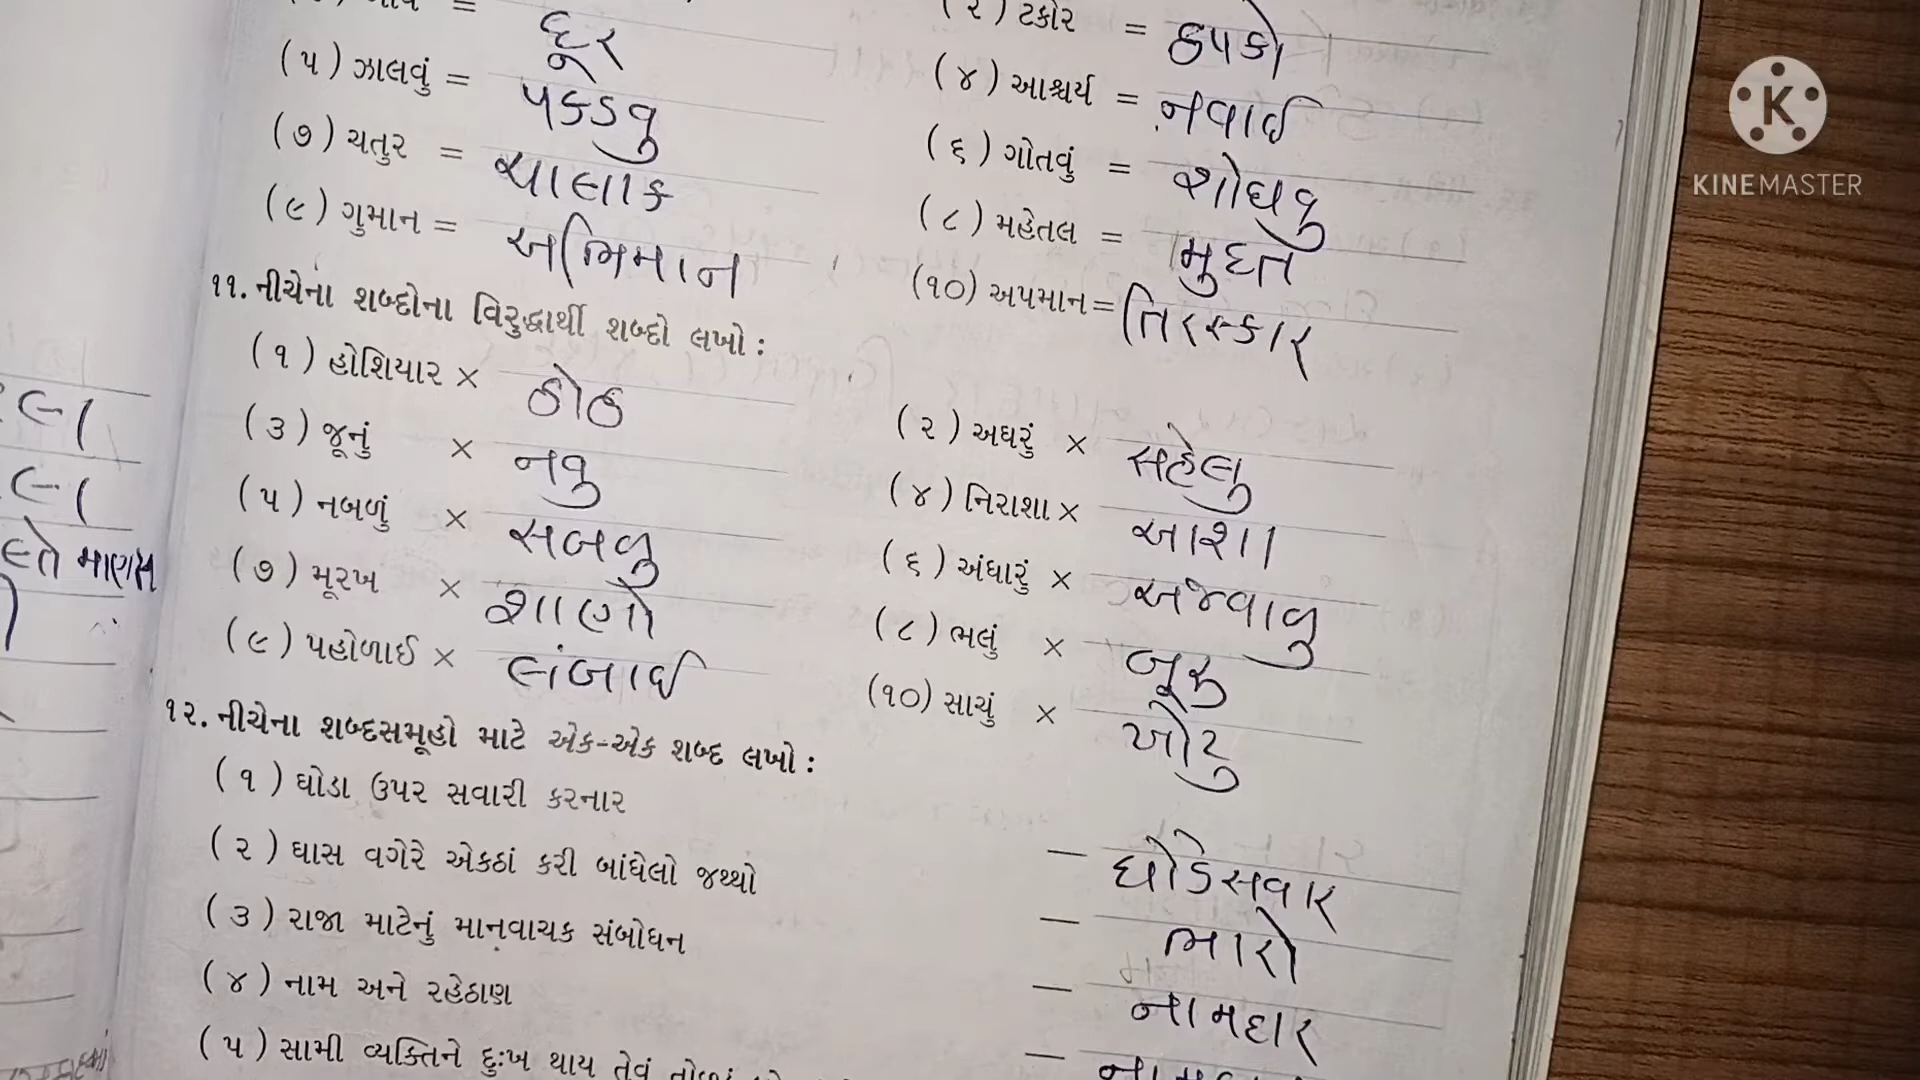 = દૂર
(૨) ટકોર = ઠપકો
(૫) ઝાલવું = પકડવુ
(૪) આશ્ચર્ય = નવાઈ
(૭) ચતુર = ચાલાક
(૬) ગોતવું = શોધવુ
(૯) ગુમાન = અભિમાન
(૮) મહેતલ = મુદત
(૧૦) અપમાન = તિરસ્કાર
૧૧. નીચેના શબ્દોના વિરુદ્ધાર્થી શબ્દો લખો :
(૧) હોશિયાર × ઠોઠ
(૨) અઘરું × સહેલુ
(૩) જૂનું × નવુ
(૪) નિરાશા × આશા
(૫) નબળું × સબળુ
(૬) અંધારું × અજવાળુ
(૭) મૂરખ × શાણો
(૮) ભલું × બૂરુ
(૯) પહોળાઈ × લંબાઈ
(૧૦) સાચું × ખોટુ
૧૨. નીચેના શબ્દસમૂહો માટે એક-એક શબ્દ લખો :
(૧) ઘોડા ઉપર સવારી કરનાર — ઘોડેસવાર
(૨) ઘાસ વગેરે એકઠાં કરી બાંધેલો જથ્થો — ભારો
(૩) રાજા માટેનું માનવાચક સંબોધન — નામદાર
(૪) નામ અને રહેઠાણ —
(૫) સામી વ્યક્તિને દુઃખ થાય તેવું
માણસ
KINEMASTER